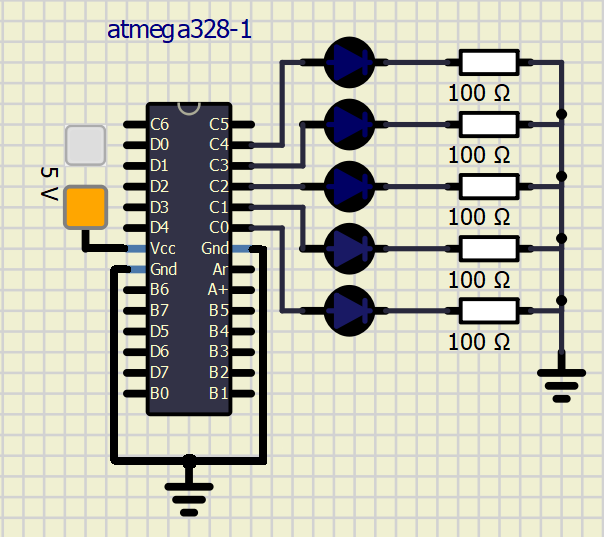 atmega328-1
5 V
C6 C5
D0 C4
D1 C3
D2 C2
D3 C1
D4 C0
Vcc Gnd
Gnd Ar
B6 A+
B7 B5
D5 B4
D6 B3
D7 B2
B0 B1
100 Ω
100 Ω
100 Ω
100 Ω
100 Ω